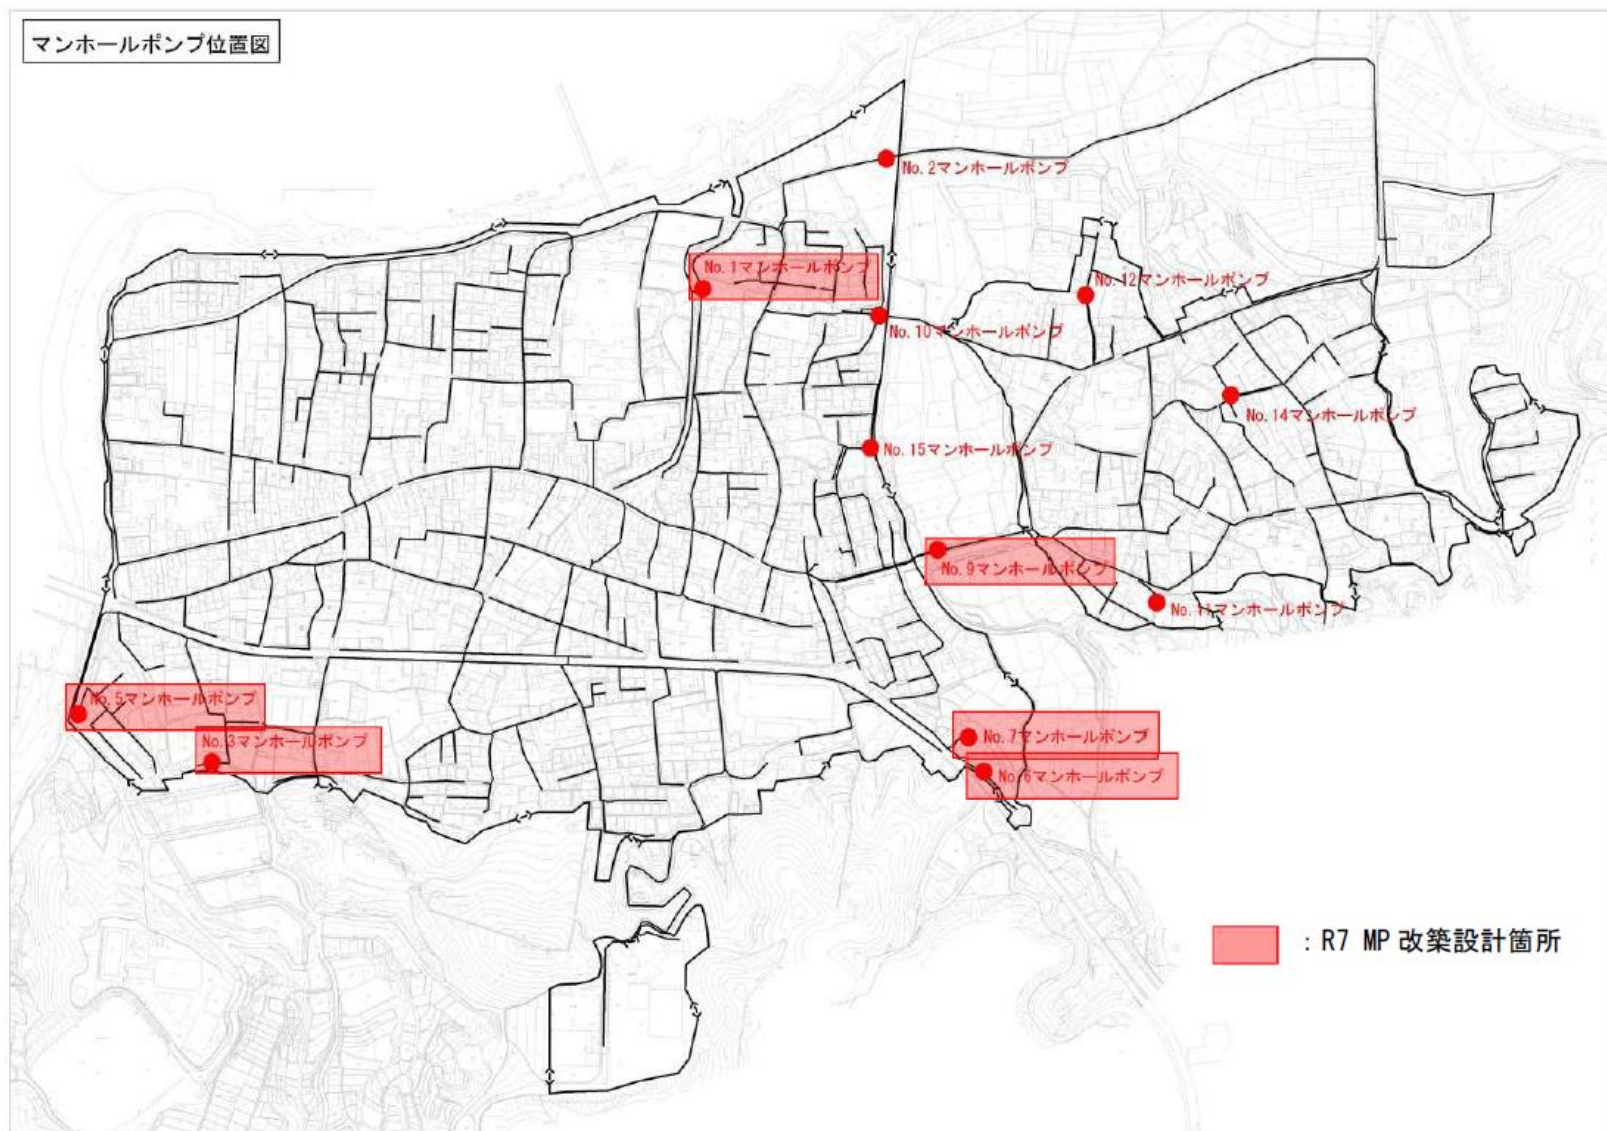 マンホールポンプ位置図
No.2マンホールポンプ
No.1マンホールポンプ
No.12マンホールポンプ
No.10マンホールポンプ
No.14マンホールポンプ
No.15マンホールポンプ
No.9マンホールポンプ
No.11マンホールポンプ
No.5マンホールポンプ
No.3マンホールポンプ
No.7マンホールポンプ
No.6マンホールポンプ
：R7 MP 改築設計箇所